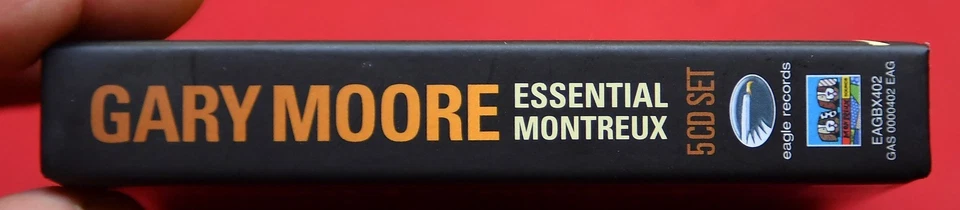 GARY MOORE
ESSENTIAL
MONTREUX
5 CD SET
eagle records
EAGBX402
GAS 0000402 EAG